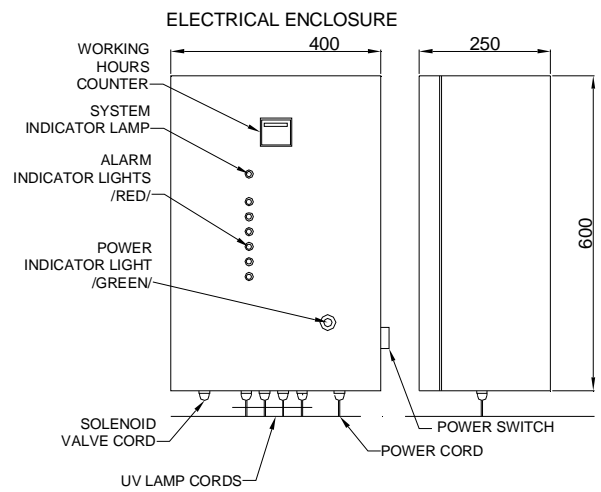 ELECTRICAL ENCLOSURE
WORKING
HOURS
COUNTER
400
250
SYSTEM
INDICATOR LAMP
ALARM
INDICATOR LIGHTS
/RED/
POWER
INDICATOR LIGHT
/GREEN/
600
SOLENOID
VALVE CORD
POWER SWITCH
POWER CORD
UV LAMP CORDS